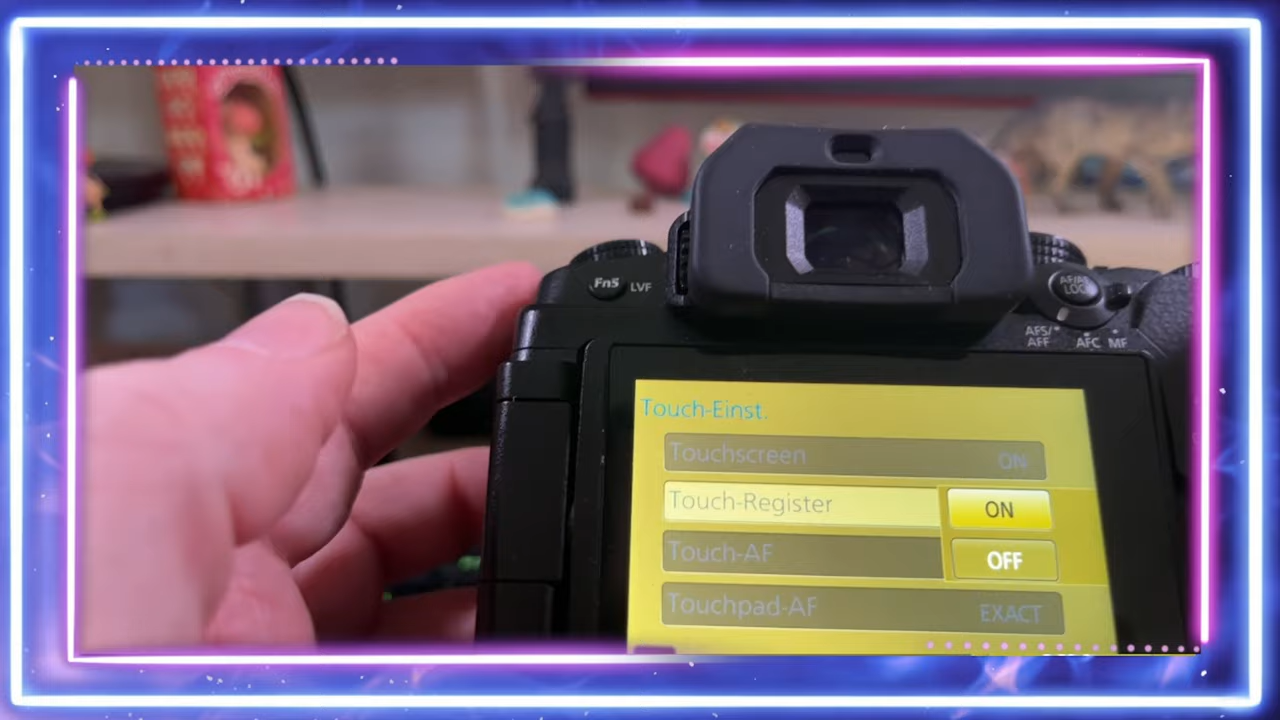 Fn5 LVF
AF/AE
LOC
AFS/
AFF AFC MF
Touch-Einst.
Touchscreen ON
Touch-Register ON
Touch-AF OFF
Touchpad-AF EXACT